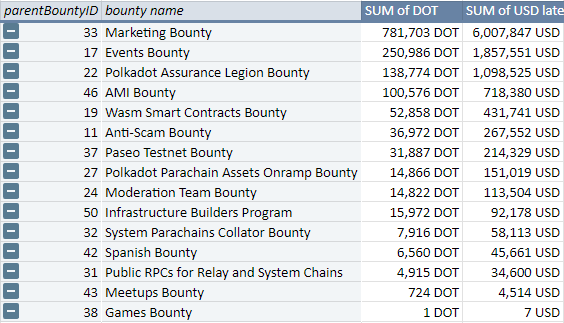 parentBountyID bounty name SUM of DOT SUM of USD late
33 Marketing Bounty 781,703 DOT 6,007,847 USD
17 Events Bounty 250,986 DOT 1,857,551 USD
22 Polkadot Assurance Legion Bounty 138,774 DOT 1,098,525 USD
46 AMI Bounty 100,576 DOT 718,380 USD
19 Wasm Smart Contracts Bounty 52,858 DOT 431,741 USD
11 Anti-Scam Bounty 36,972 DOT 267,552 USD
37 Paseo Testnet Bounty 31,887 DOT 214,329 USD
27 Polkadot Parachain Assets Onramp Bounty 14,866 DOT 151,019 USD
24 Moderation Team Bounty 14,822 DOT 113,504 USD
50 Infrastructure Builders Program 15,972 DOT 92,178 USD
32 System Parachains Collator Bounty 7,916 DOT 58,113 USD
42 Spanish Bounty 6,560 DOT 45,661 USD
31 Public RPCs for Relay and System Chains 4,915 DOT 34,600 USD
43 Meetups Bounty 724 DOT 4,514 USD
38 Games Bounty 1 DOT 7 USD